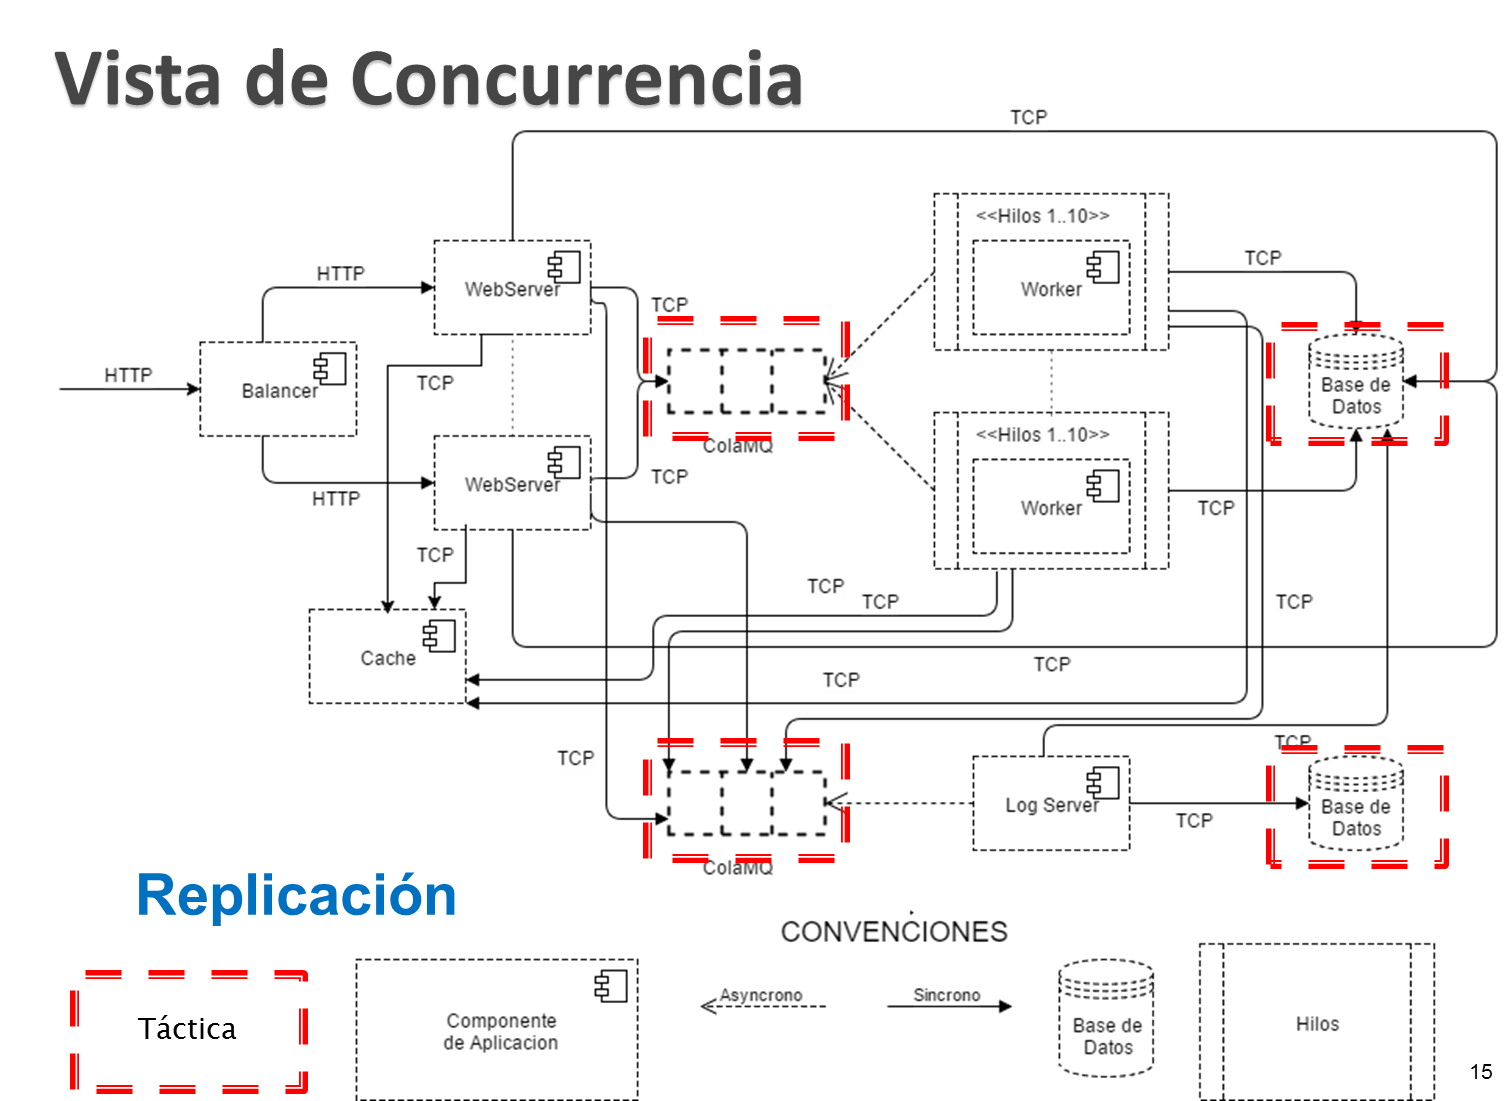 Vista de Concurrencia
TCP
<<Hilos 1..10>>
HTTP
WebServer
TCP
Worker
TCP
HTTP
Balancer
TCP
Base de
Datos
ColaMQ
<<Hilos 1..10>>
HTTP
WebServer
TCP
Worker
TCP
TCP
TCP
TCP
TCP
Cache
TCP
TCP
TCP
TCP
Log Server
TCP
Base de
Datos
ColaMQ
Replicación
CONVENCIONES
Táctica
Componente
de Aplicacion
Asyncrono
Sincrono
Base de
Datos
Hilos
15